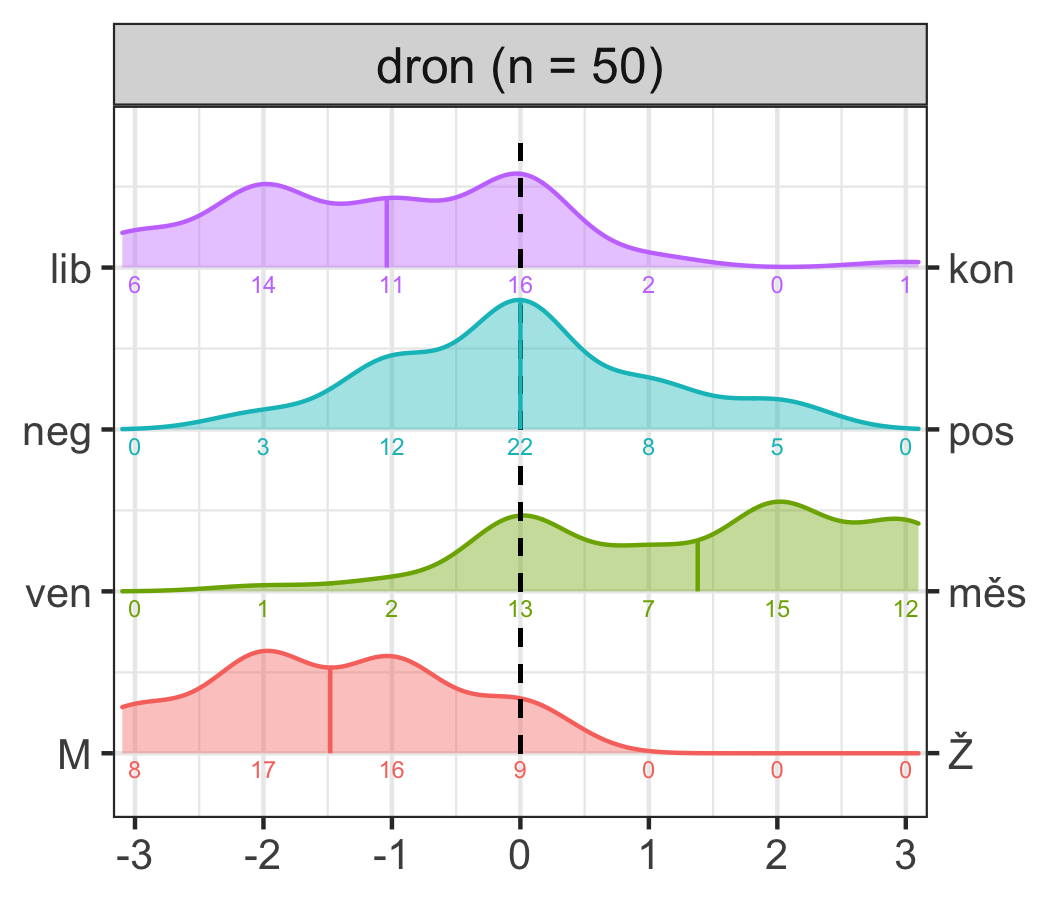 dron (n = 50)
lib kon
6 14 11 16 2 0 1
neg pos
0 3 12 22 8 5 0
ven měs
0 1 2 13 7 15 12
M Ž
8 17 16 9 0 0 0
-3 -2 -1 0 1 2 3